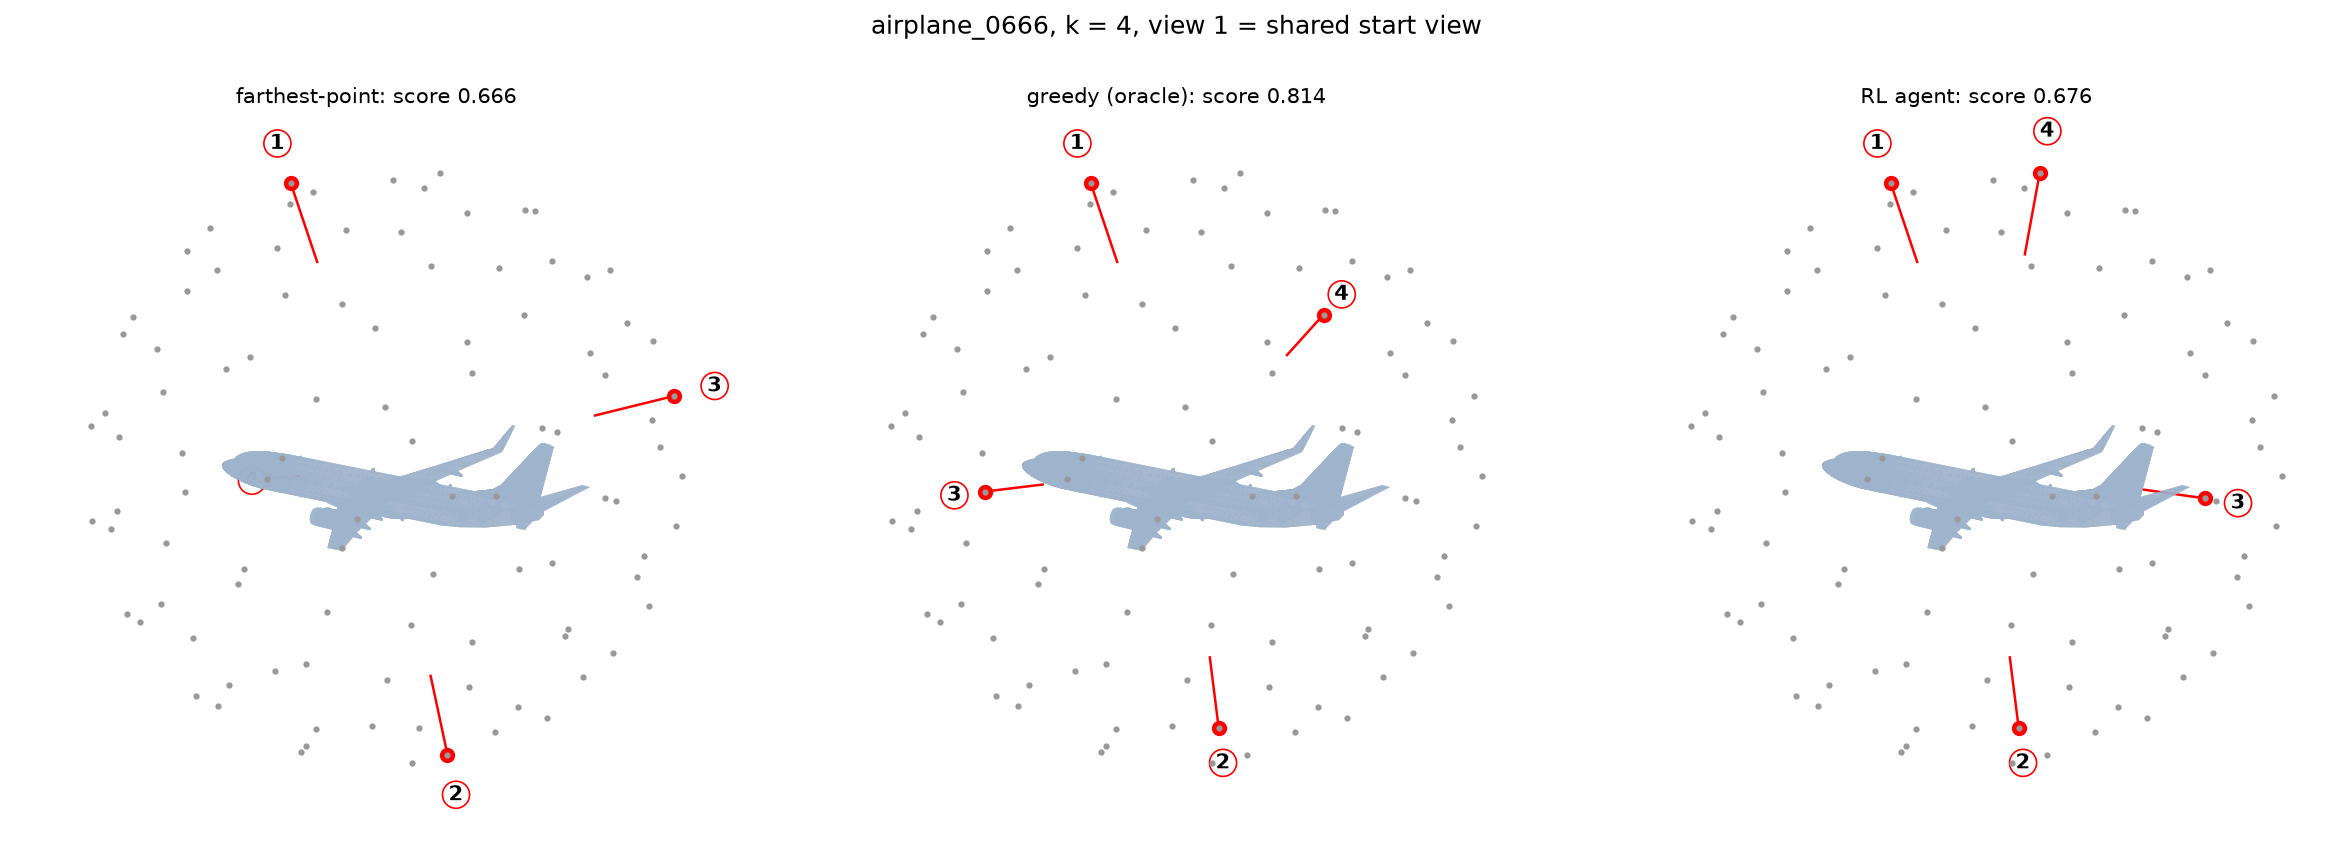 airplane_0666, k = 4, view 1 = shared start view
farthest-point: score 0.666
1
3
2
greedy (oracle): score 0.814
1
4
3
2
RL agent: score 0.676
4
1
3
2